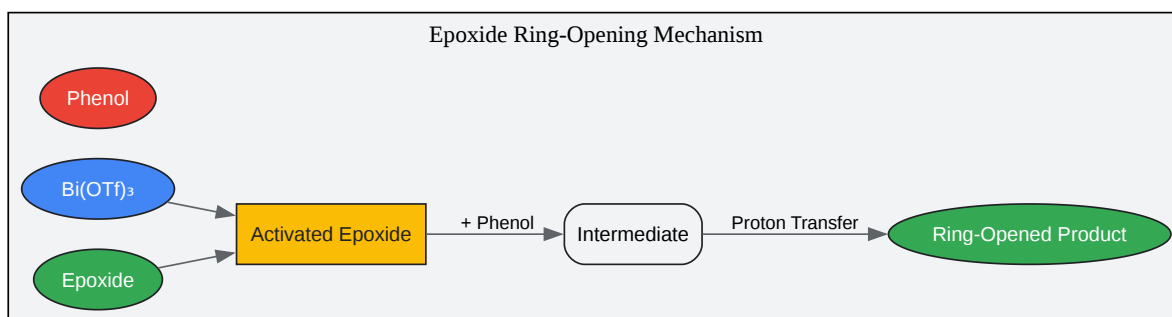 Epoxide Ring-Opening Mechanism
Phenol
Bi(OTf)₃
Epoxide
Activated Epoxide
+ Phenol
Intermediate
Proton Transfer
Ring-Opened Product